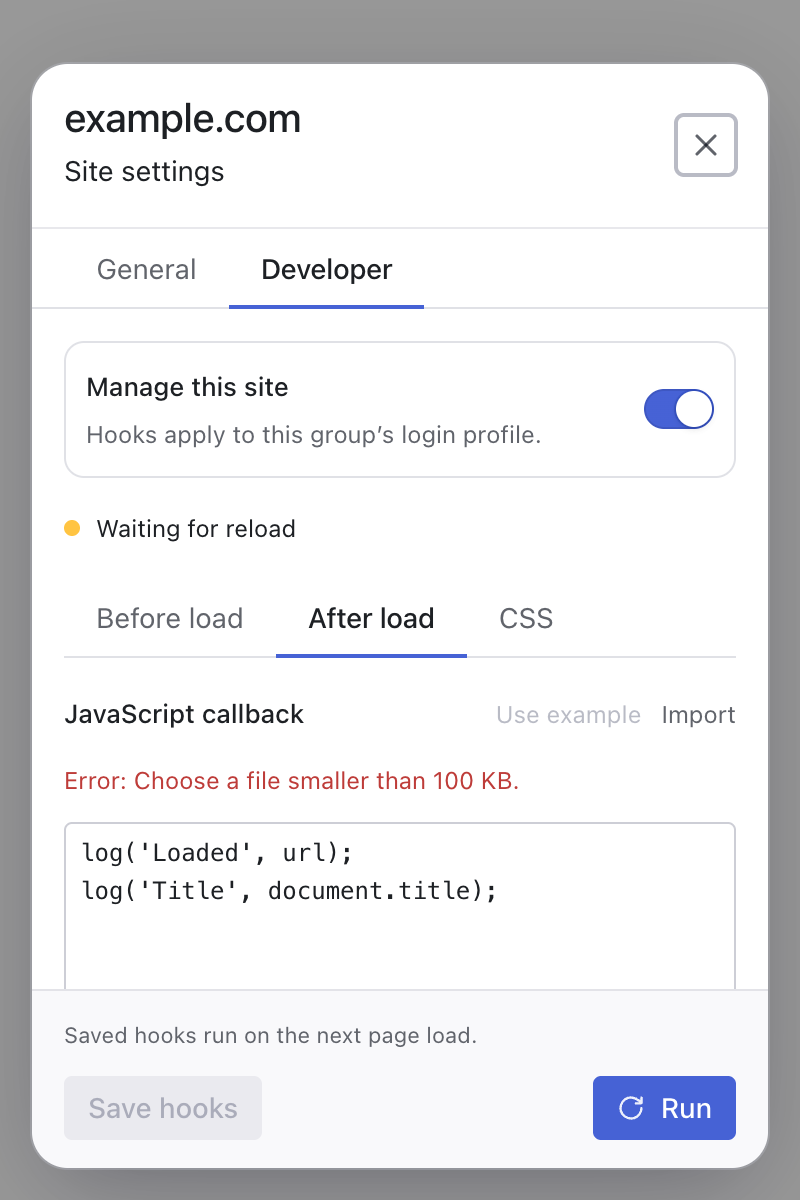 example.com
Site settings
General
Developer
Manage this site
Hooks apply to this group’s login profile.
Waiting for reload
Before load
After load
CSS
JavaScript callback
Use example
Import
Error: Choose a file smaller than 100 KB.
log('Loaded', url);
log('Title', document.title);
Saved hooks run on the next page load.
Save hooks
Run